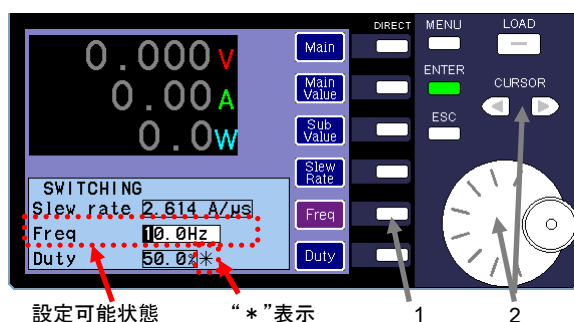 DIRECT MENU LOAD
0.000V
Main
ENTER
0.00A
Main
Value
CURSOR
0.0W
Sub
Value
ESC
Slew
Rate
SWITCHING
Slew rate 2.614 A/μs
Freq 10.0Hz
Freq
Duty 50.0%*
Duty
設定可能状態 “*”表示 1 2